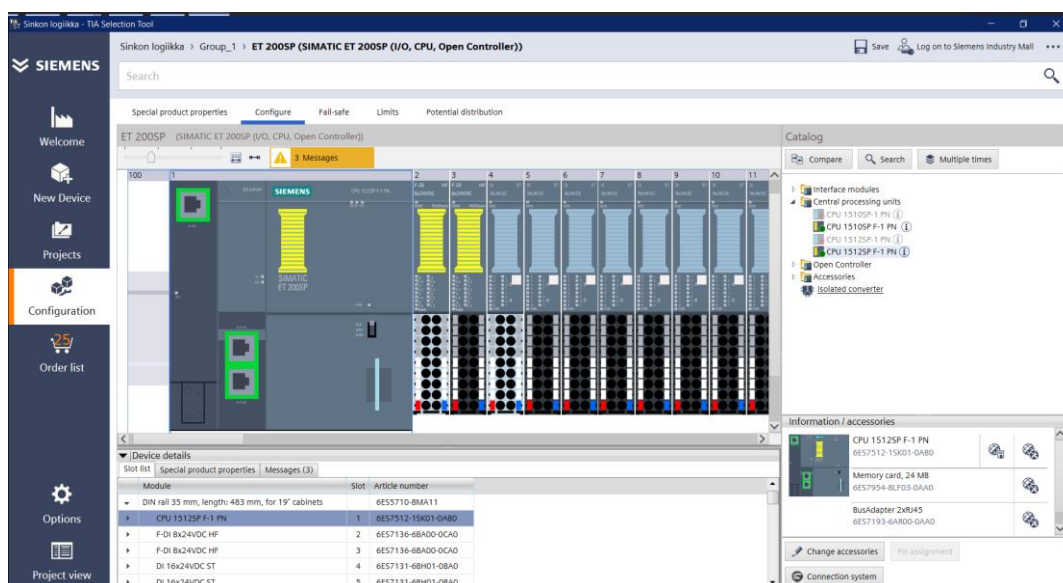 Sinkon logiikka - TIA Selection Tool
SIEMENS
Welcome
New Device
Projects
Configuration
25
Order list
Options
Project view
Sinkon logiikka > Group_1 > ET 200SP (SIMATIC ET 200SP (I/O, CPU, Open Controller))
Save
Log on to Siemens Industry Mall
Search
Special product properties
Configure
Fail-safe
Limits
Potential distribution
ET 200SP (SIMATIC ET 200SP (I/O, CPU, Open Controller))
3 Messages
100 1 2 3 4 5 6 7 8 9 10 11
SIEMENS
SIMATIC
ET 200SP
Device details
Slot list
Special product properties
Messages (3)
Module Slot Article number
DIN rail 35 mm, length: 483 mm, for 19" cabinets 6ES5710-8MA11
CPU 1512SP F-1 PN 1 6ES7512-1SK01-0AB0
F-DI 8x24VDC HF 2 6ES7136-6BA00-0CA0
F-DI 8x24VDC HF 3 6ES7136-6BA00-0CA0
DI 16x24VDC ST 4 6ES7131-6BH01-0BA0
DI 16x24VDC ST 5 6ES7131-6BH01-0BA0
Catalog
Compare
Search
Multiple times
Interface modules
Central processing units
CPU 1510SP-1 PN
CPU 1510SP F-1 PN
CPU 1512SP-1 PN
CPU 1512SP F-1 PN
Open Controller
Accessories
Isolated converter
Information / accessories
CPU 1512SP F-1 PN
6ES7512-1SK01-0AB0
Memory card, 24 MB
6ES7954-8LF03-0AA0
BusAdapter 2xRJ45
6ES7193-6AR00-0AA0
Change accessories
Pin assignment
Connection system